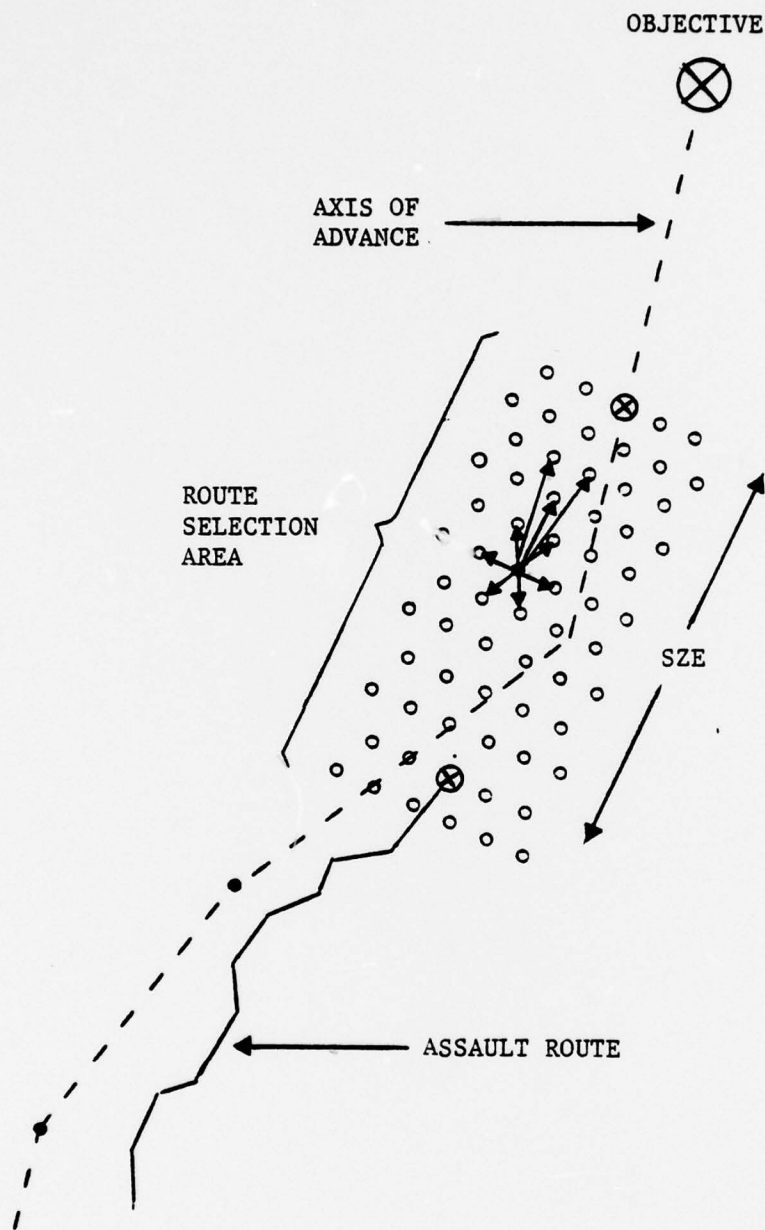 OBJECTIVE
AXIS OF
ADVANCE
ROUTE
SELECTION
AREA
SZE
ASSAULT ROUTE